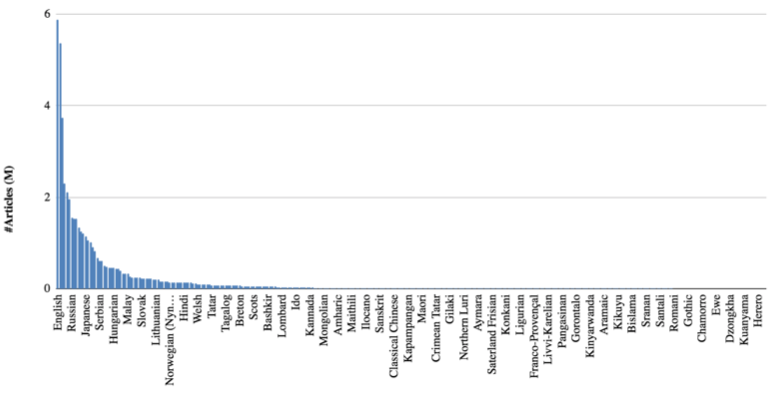 6
4
2
0
#Articles (M)
English
Russian
Japanese
Serbian
Hungarian
Malay
Slovak
Lithuanian
Norwegian (Nyn…
Hindi
Welsh
Tatar
Tagalog
Breton
Scots
Bashkir
Lombard
Ido
Kannada
Mongolian
Amharic
Maithili
Ilocano
Sanskrit
Classical Chinese
Kapampangan
Maori
Crimean Tatar
Gilaki
Northern Luri
Aymara
Saterland Frisian
Konkani
Ligurian
Franco-Provençal
Livvi-Karelian
Pangasinan
Gorontalo
Kinyarwanda
Aramaic
Kikuyu
Bislama
Sranan
Santali
Romani
Gothic
Chamorro
Ewe
Dzongkha
Kuanyama
Herero